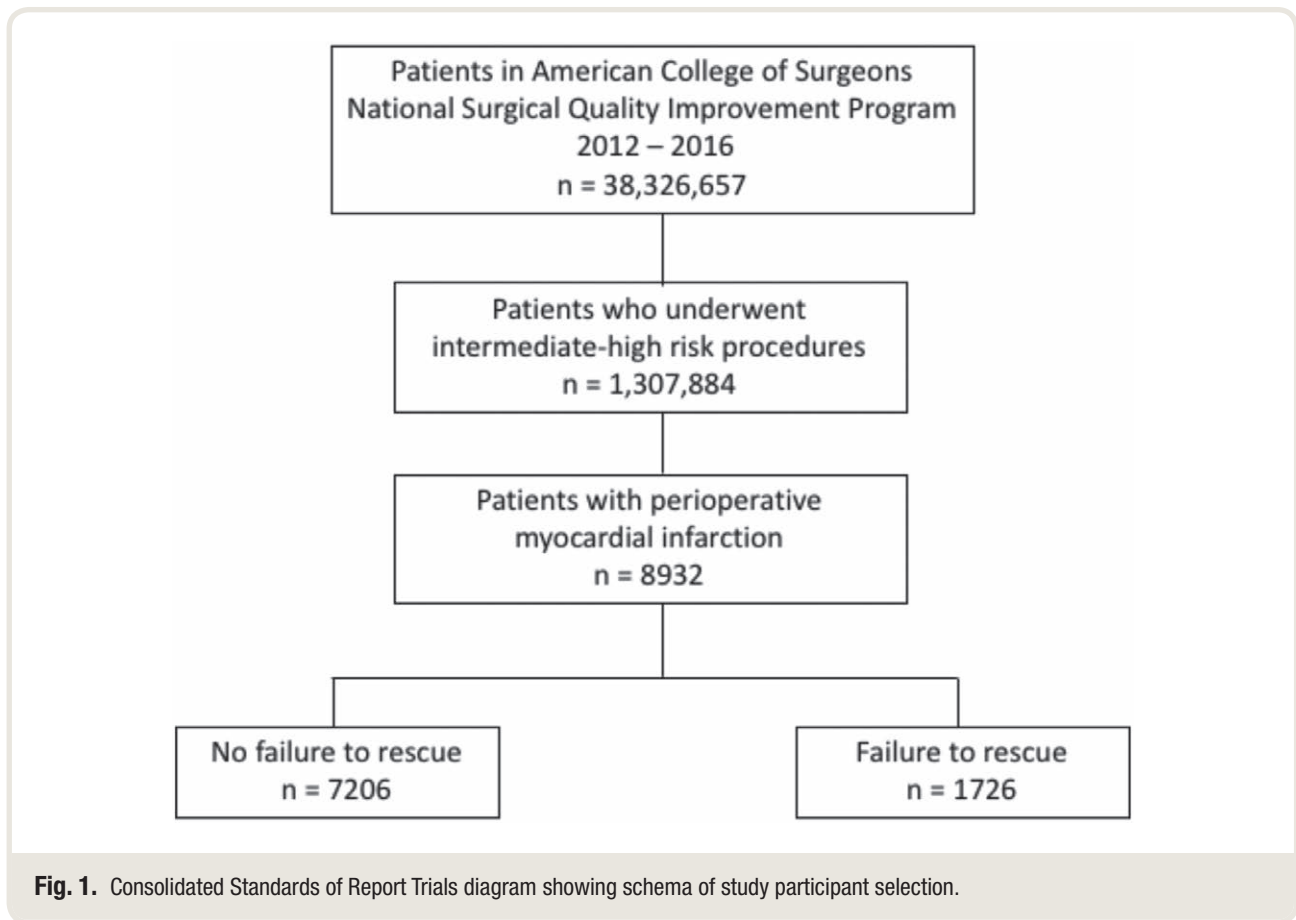 Patients in American College of Surgeons
National Surgical Quality Improvement Program
2012 – 2016
n = 38,326,657
Patients who underwent
intermediate-high risk procedures
n = 1,307,884
Patients with perioperative
myocardial infarction
n = 8932
No failure to rescue
n = 7206
Failure to rescue
n = 1726
Fig. 1. Consolidated Standards of Report Trials diagram showing schema of study participant selection.